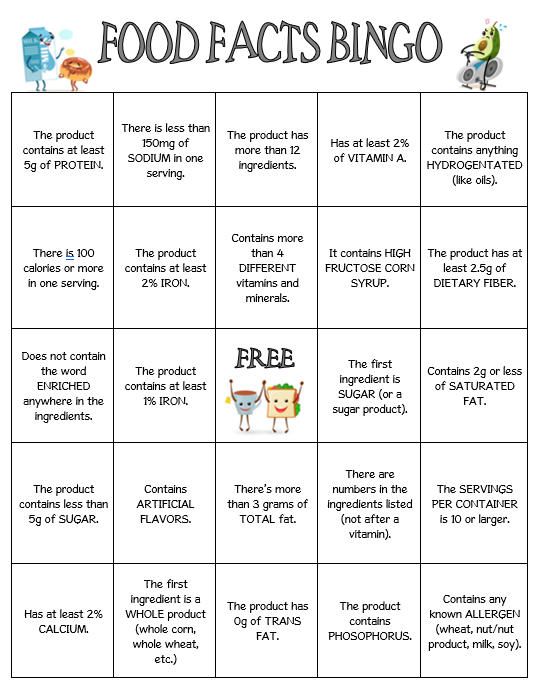 FOOD FACTS BINGO
The product
contains at least
5g of PROTEIN.
There is less than
150mg of
SODIUM in one
serving.
The product has
more than 12
ingredients.
Has at least 2%
of VITAMIN A.
The product
contains anything
HYDROGENTATED
(like oils).
There is 100
calories or more
in one serving.
The product
contains at least
2% IRON.
Contains more
than 4
DIFFERENT
vitamins and
minerals.
It contains HIGH
FRUCTOSE CORN
SYRUP.
The product has at
least 2.5g of
DIETARY FIBER.
Does not contain
the word
ENRICHED
anywhere in the
ingredients.
The product
contains at least
1% IRON.
FREE
The first
ingredient is
SUGAR (or a
sugar product).
Contains 2g or less
of SATURATED
FAT.
The product
contains less than
5g of SUGAR.
Contains
ARTIFICIAL
FLAVORS.
There's more
than 3 grams of
TOTAL fat.
There are
numbers in the
ingredients listed
(not after a
vitamin).
The SERVINGS
PER CONTAINER
is 10 or larger.
Has at least 2%
CALCIUM.
The first
ingredient is a
WHOLE product
(whole corn,
whole wheat,
etc.)
The product has
0g of TRANS
FAT.
The product
contains
PHOSOPHORUS.
Contains any
known ALLERGEN
(wheat, nut/nut
product, milk, soy).